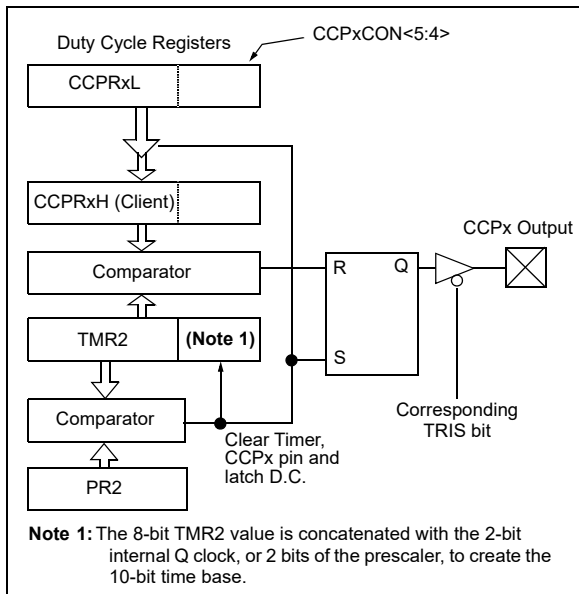 Duty Cycle Registers
CCPxCON<5:4>
CCPRxL
CCPRxH (Client)
CCPx Output
Comparator
R
Q
TMR2
(Note 1)
S
Comparator
Clear Timer,
CCPx pin and
latch D.C.
Corresponding
TRIS bit
PR2
Note 1: The 8-bit TMR2 value is concatenated with the 2-bit
internal Q clock, or 2 bits of the prescaler, to create the
10-bit time base.